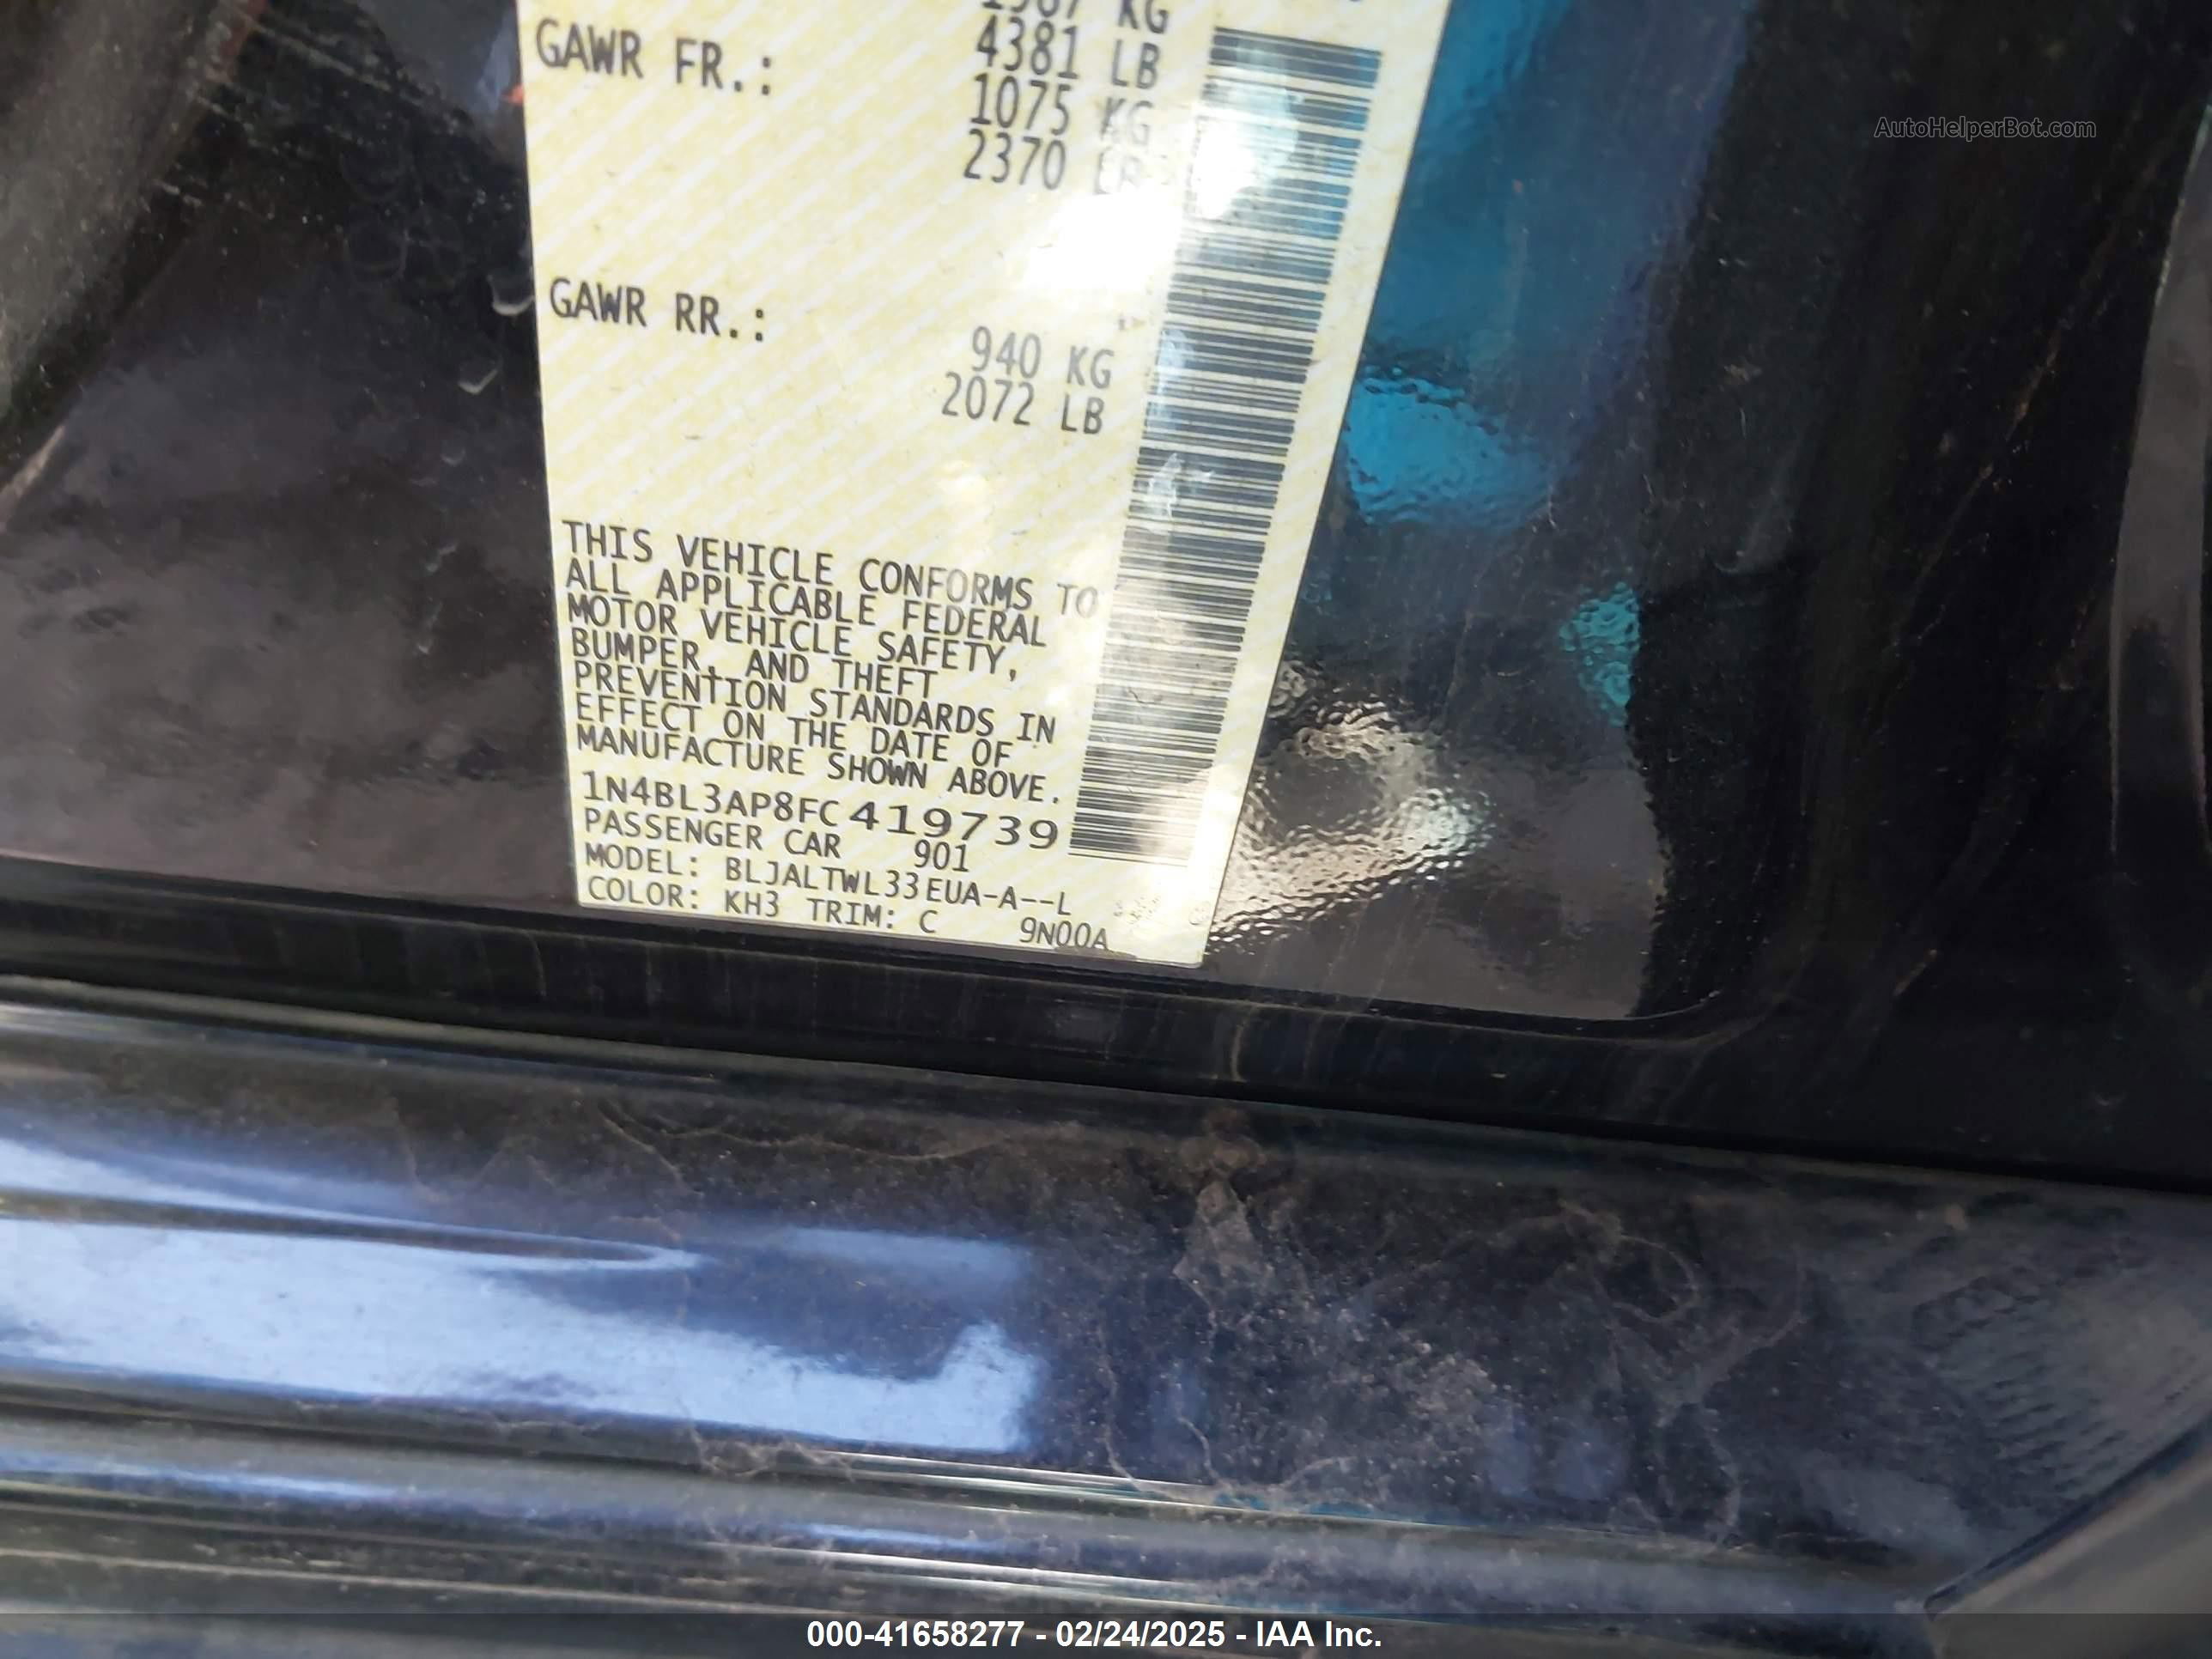 KG
GAWR FR.: 4381 LB
1075 KG
2370 LB
GAWR RR.:
940 KG
2072 LB
THIS VEHICLE CONFORMS TO
ALL APPLICABLE FEDERAL
MOTOR VEHICLE SAFETY,
BUMPER, AND THEFT
PREVENTION STANDARDS IN
EFFECT ON THE DATE OF
MANUFACTURE SHOWN ABOVE.
1N4BL3AP8FC419739
PASSENGER CAR 901
MODEL: BLJALTWL33EUA-A--L
COLOR: KH3 TRIM: C 9N00A
AutoHelperBot.com
000-41658277 - 02/24/2025 - IAA Inc.